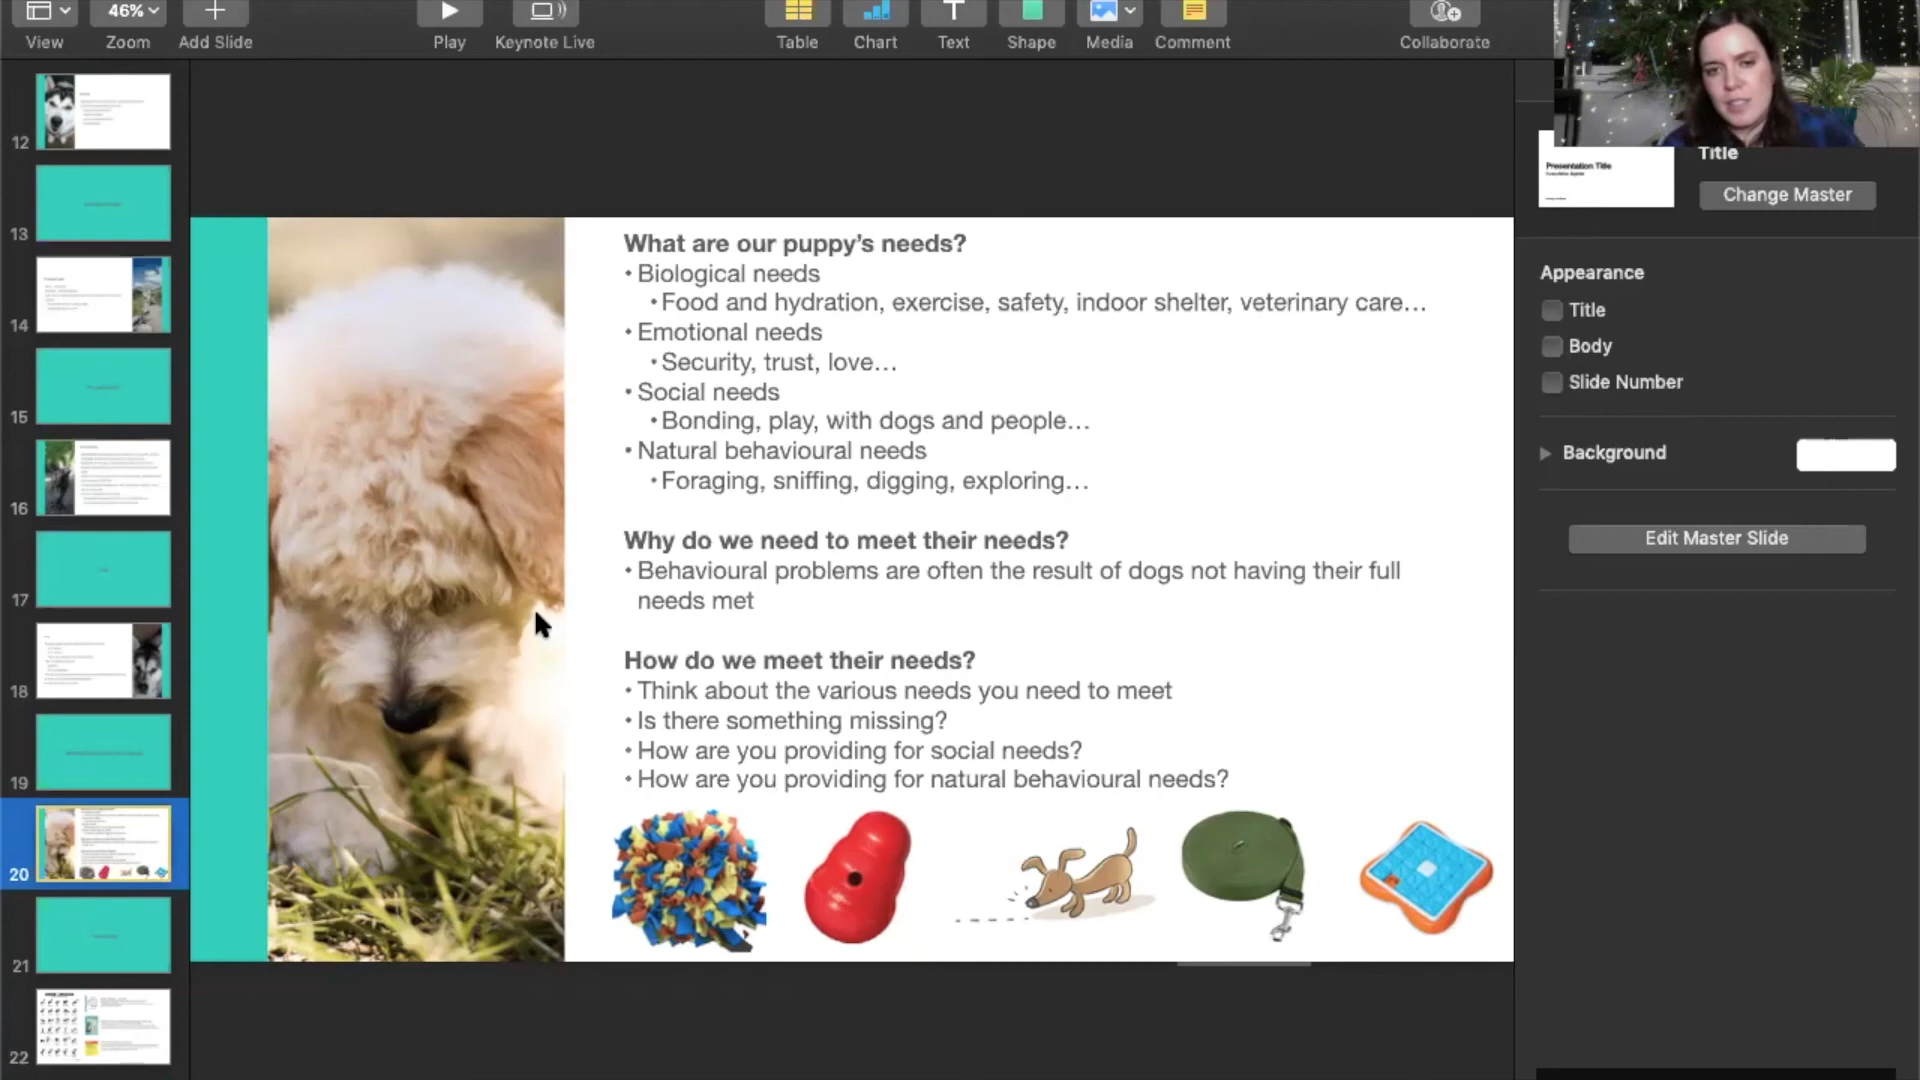 46%
View
Zoom
Add Slide
Play
Keynote Live
Table
Chart
Text
Shape
Media
Comment
Collaborate
12
13
14
15
16
17
18
19
20
21
22
What are our puppy’s needs?
• Biological needs
• Food and hydration, exercise, safety, indoor shelter, veterinary care…
• Emotional needs
• Security, trust, love…
• Social needs
• Bonding, play, with dogs and people…
• Natural behavioural needs
• Foraging, sniffing, digging, exploring…
Why do we need to meet their needs?
• Behavioural problems are often the result of dogs not having their full
needs met
How do we meet their needs?
• Think about the various needs you need to meet
• Is there something missing?
• How are you providing for social needs?
• How are you providing for natural behavioural needs?
Presentation Title
Title
Change Master
Appearance
Title
Body
Slide Number
Background
Edit Master Slide